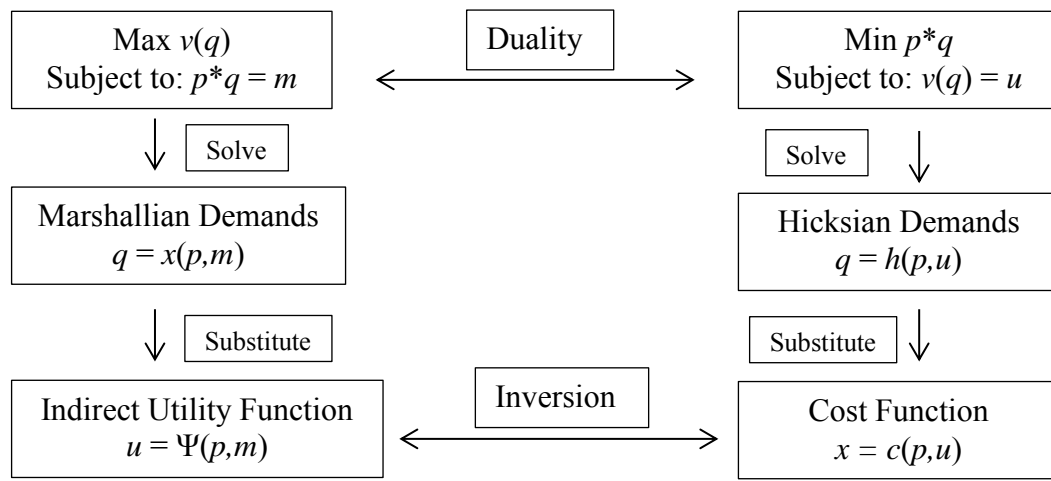 Max v(q)
Subject to: p*q = m
Duality
Min p*q
Subject to: v(q) = u
Solve
Solve
Marshallian Demands
q = x(p,m)
Hicksian Demands
q = h(p,u)
Substitute
Substitute
Indirect Utility Function
u = Ψ(p,m)
Inversion
Cost Function
x = c(p,u)